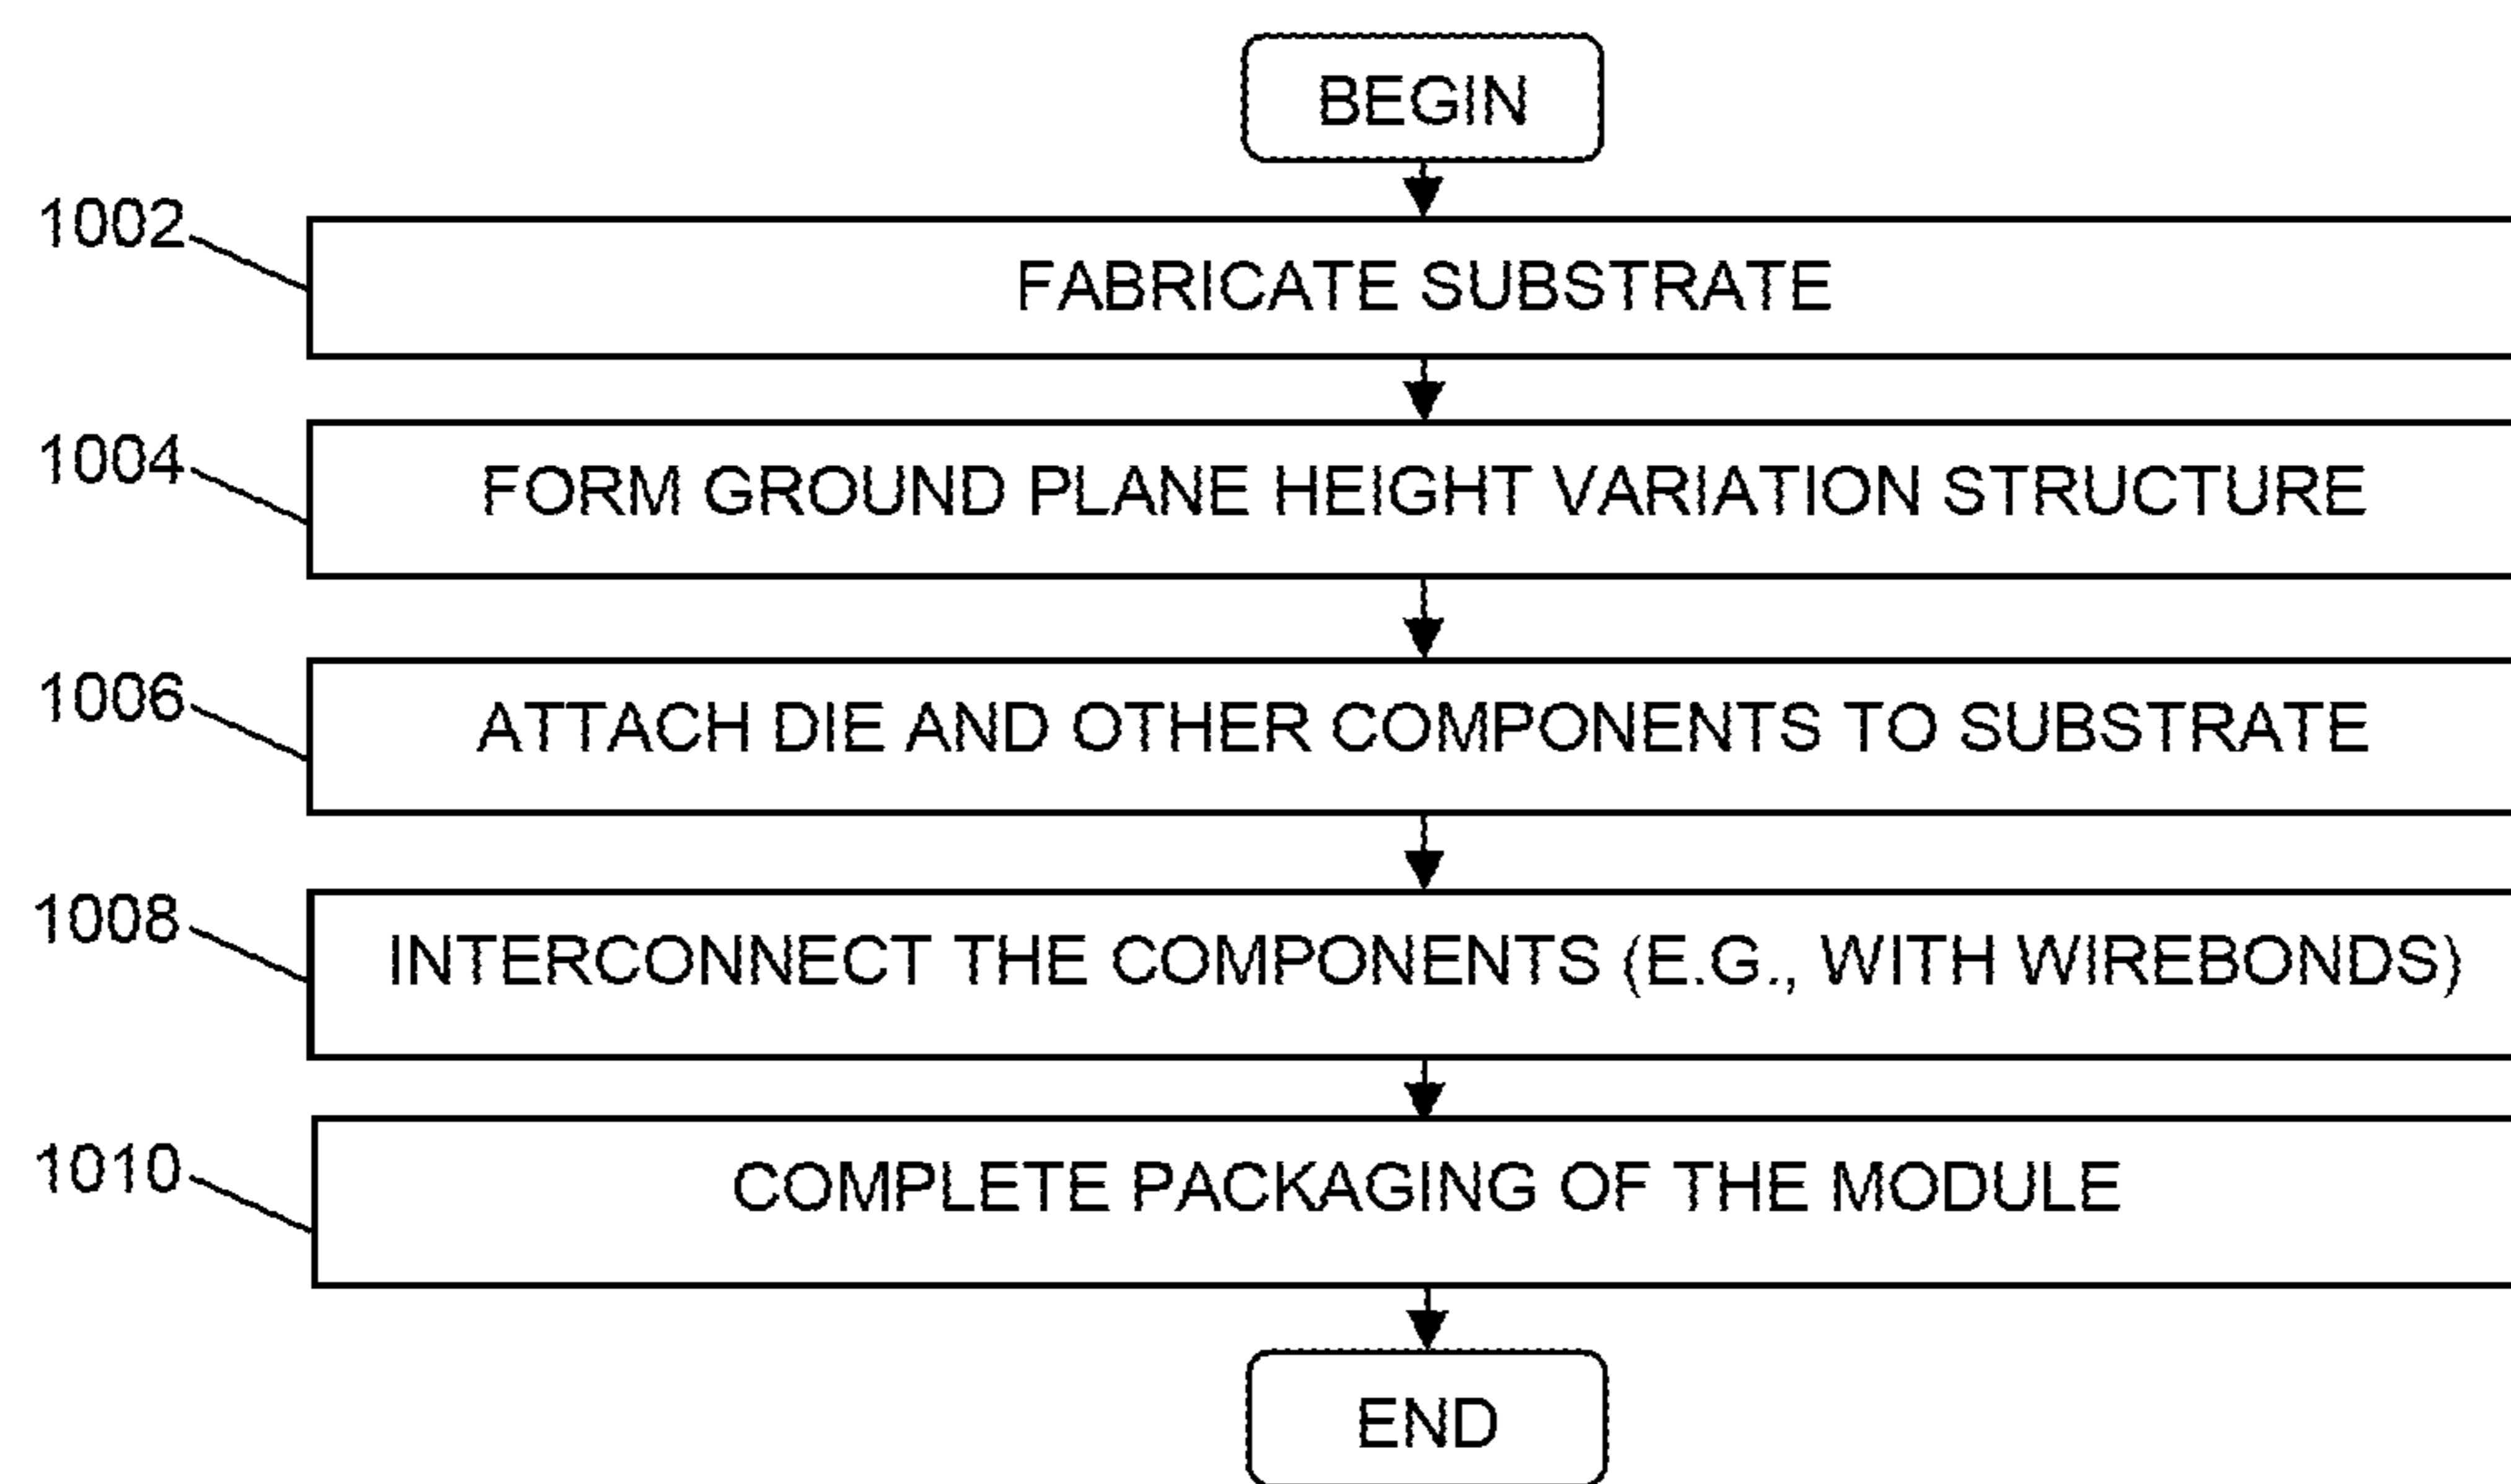 BEGIN
1002
FABRICATE SUBSTRATE
1004
FORM GROUND PLANE HEIGHT VARIATION STRUCTURE
1006
ATTACH DIE AND OTHER COMPONENTS TO SUBSTRATE
1008
INTERCONNECT THE COMPONENTS (E.G., WITH WIREBONDS)
1010
COMPLETE PACKAGING OF THE MODULE
END